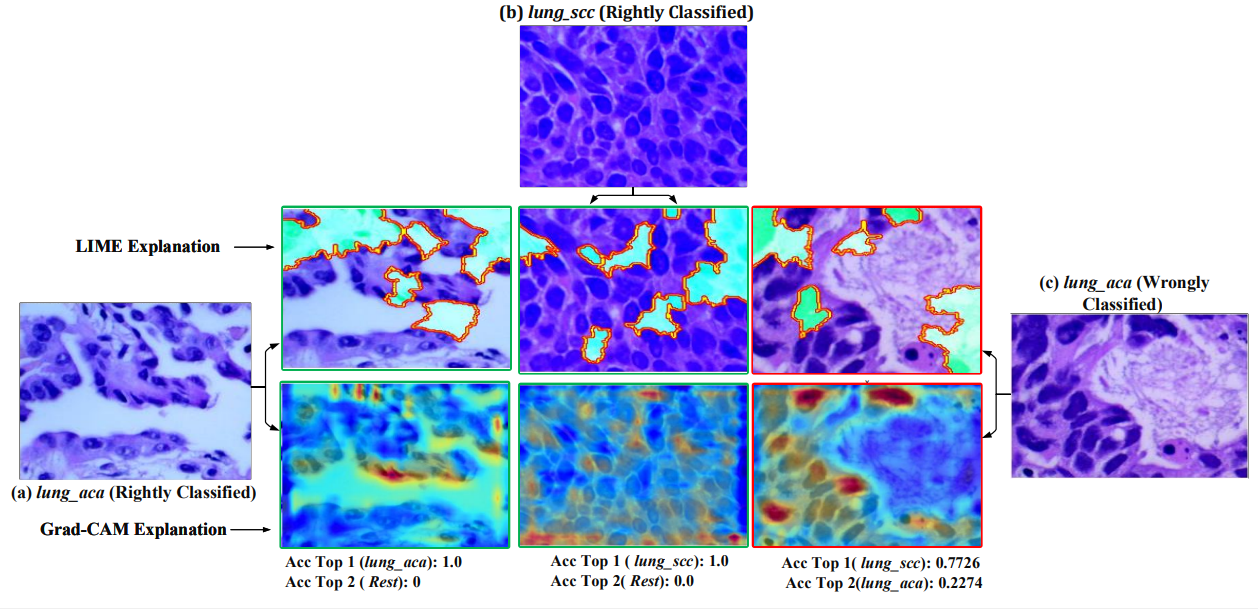 (b) lung_scc (Rightly Classified)
LIME Explanation
(c) lung_aca (Wrongly
Classified)
(a) lung_aca (Rightly Classified)
Grad-CAM Explanation
Acc Top 1 (lung_aca): 1.0
Acc Top 2 ( Rest): 0
Acc Top 1 ( lung_scc): 1.0
Acc Top 2( Rest): 0.0
Acc Top 1( lung_scc): 0.7726
Acc Top 2(lung_aca): 0.2274